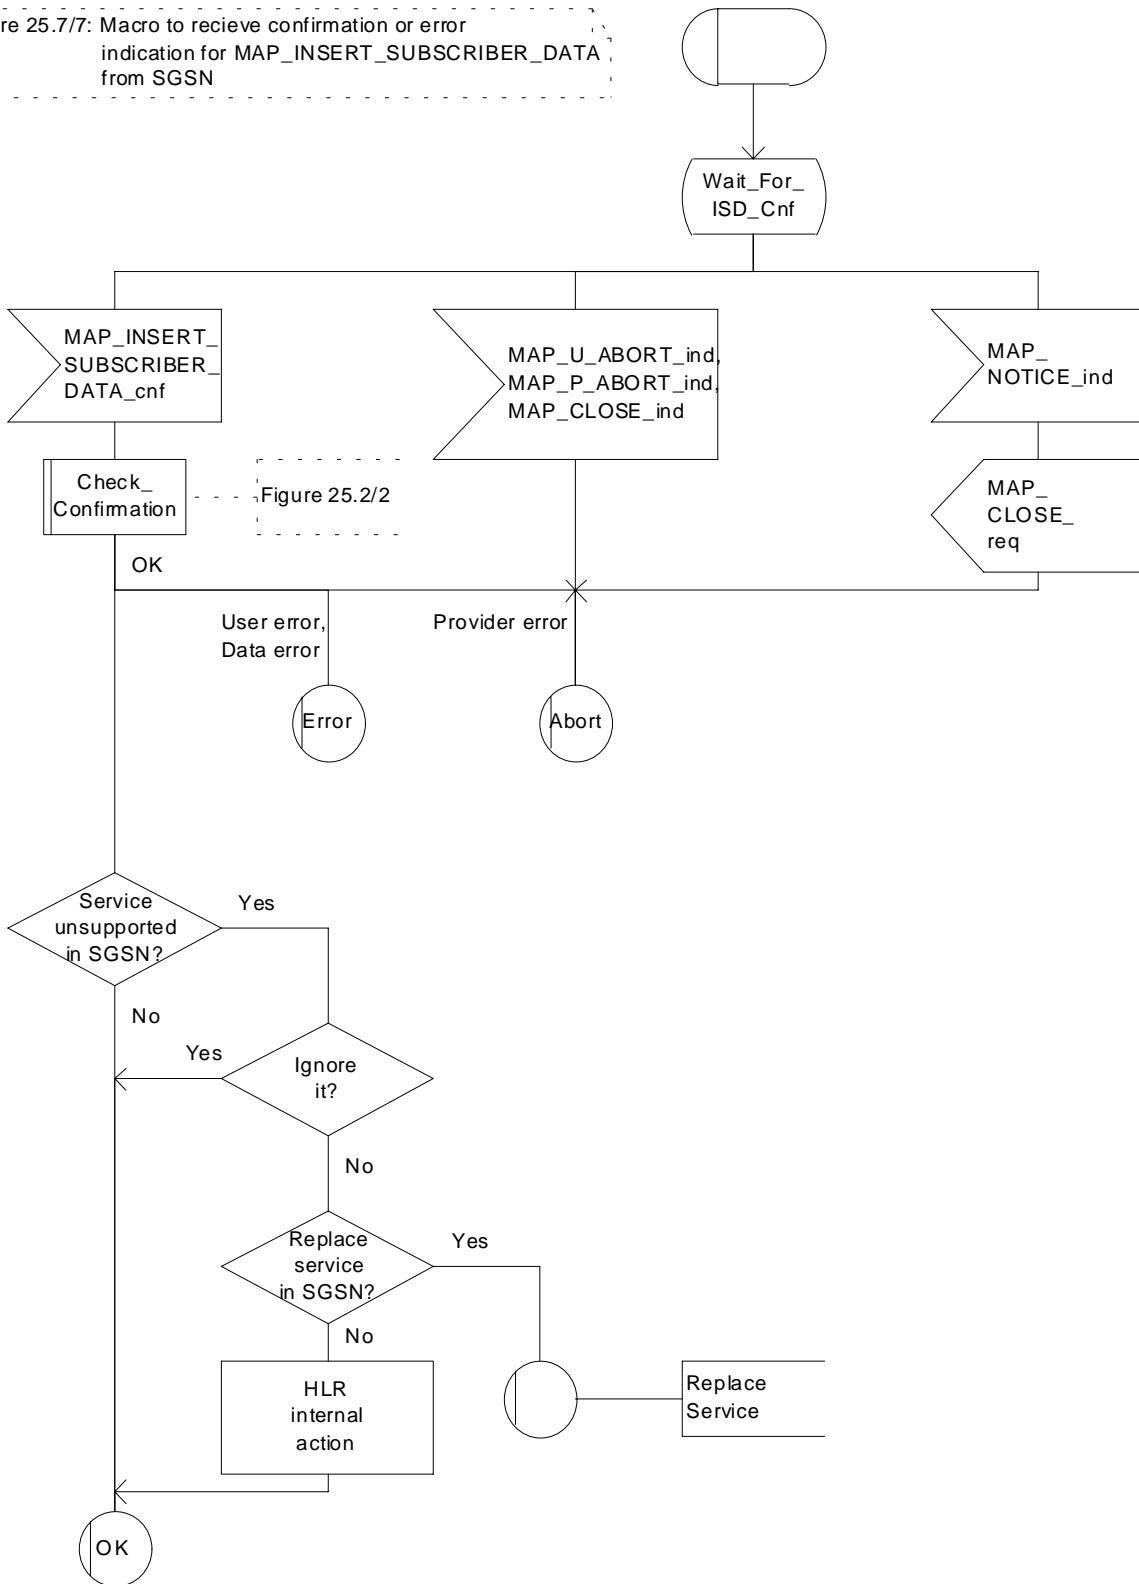 re 25.7/7: Macro to recieve confirmation or error
indication for MAP_INSERT_SUBSCRIBER_DATA
from SGSN
Wait_For_
ISD_Cnf
MAP_INSERT_
SUBSCRIBER_
DATA_cnf
MAP_U_ABORT_ind,
MAP_P_ABORT_ind,
MAP_CLOSE_ind
MAP_
NOTICE_ind
Check_
Confirmation
Figure 25.2/2
MAP_
CLOSE_
req
OK
User error,
Data error
Provider error
Error
Abort
Service
unsupported
in SGSN?
Yes
No
Yes
Ignore
it?
No
Replace
service
in SGSN?
Yes
No
HLR
internal
action
Replace
Service
OK